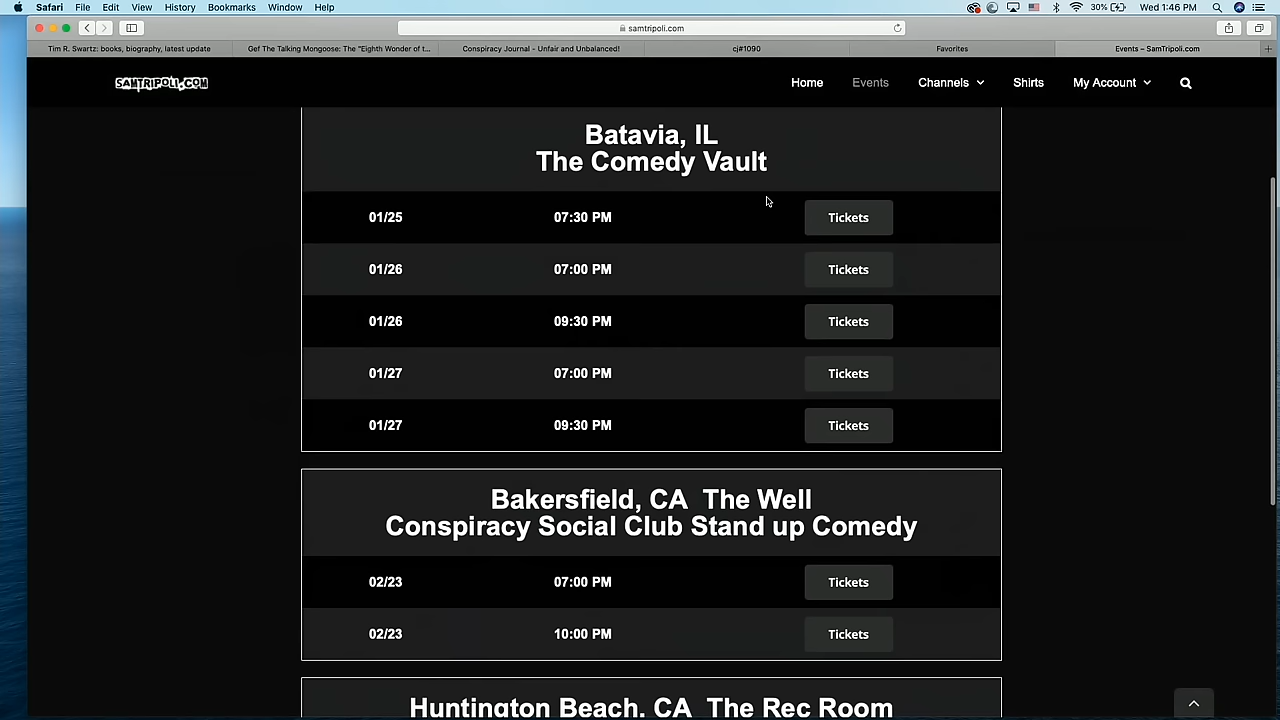 Safari File Edit View History Bookmarks Window Help 30% Wed 1:46 PM
samtripoli.com
Tim R. Swartz: books, biography, latest update Gef The Talking Mongoose: The "Eighth Wonder of t... Conspiracy Journal - Unfair and Unbalanced! cj#1090 Favorites Events – SamTripoli.com
SAMTRIPOLI.COM Home Events Channels Shirts My Account
Batavia, IL
The Comedy Vault
01/25 07:30 PM Tickets
01/26 07:00 PM Tickets
01/26 09:30 PM Tickets
01/27 07:00 PM Tickets
01/27 09:30 PM Tickets
Bakersfield, CA The Well
Conspiracy Social Club Stand up Comedy
02/23 07:00 PM Tickets
02/23 10:00 PM Tickets
Huntington Beach, CA The Rec Room